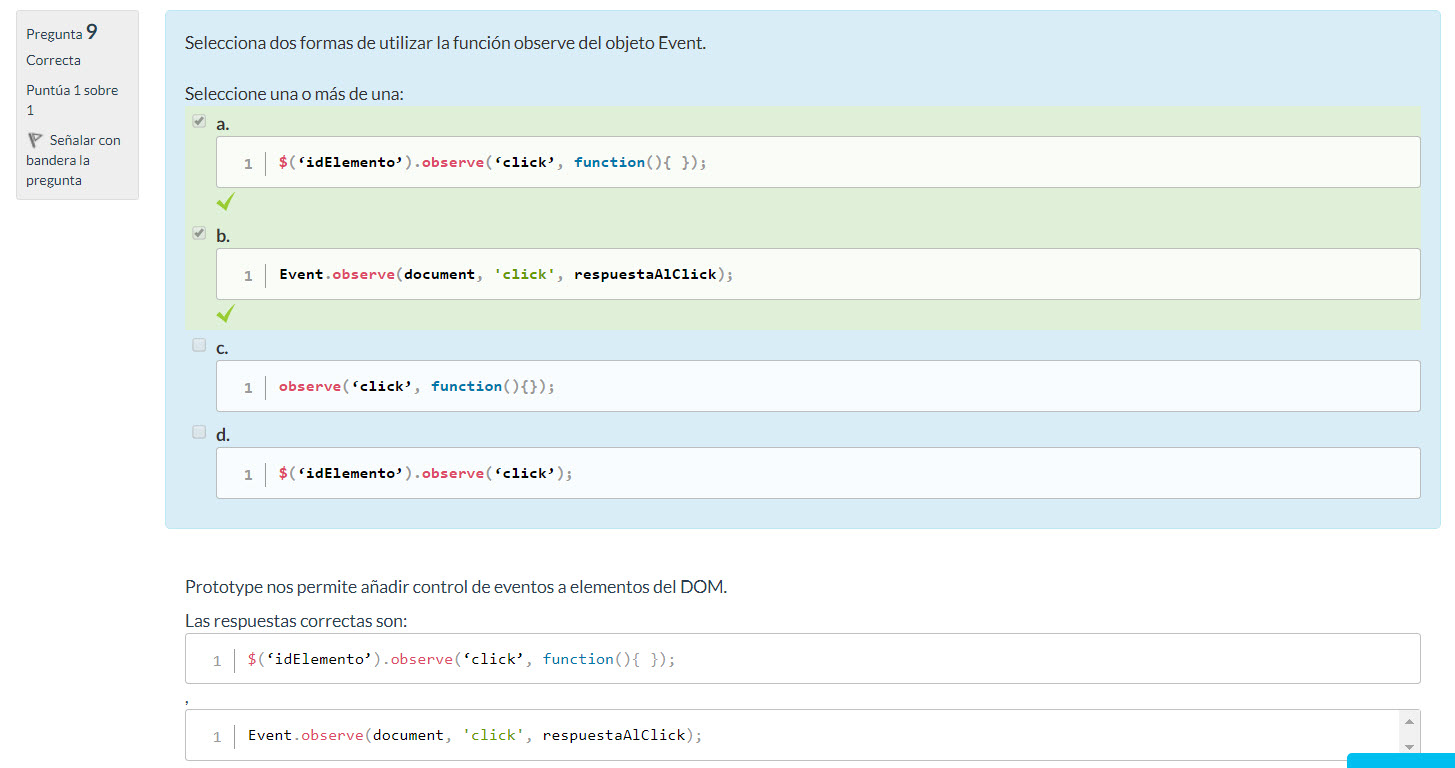 Pregunta 9
Correcta
Puntúa 1 sobre
1
Señalar con
bandera la
pregunta
Selecciona dos formas de utilizar la función observe del objeto Event.
Seleccione una o más de una:
a.
1 $(‘idElemento’).observe(‘click’, function(){ });
b.
1 Event.observe(document, 'click', respuestaAlClick);
c.
1 observe(‘click’, function(){});
d.
1 $(‘idElemento’).observe(‘click’);
Prototype nos permite añadir control de eventos a elementos del DOM.
Las respuestas correctas son:
1 $(‘idElemento’).observe(‘click’, function(){ });
,
1 Event.observe(document, 'click', respuestaAlClick);